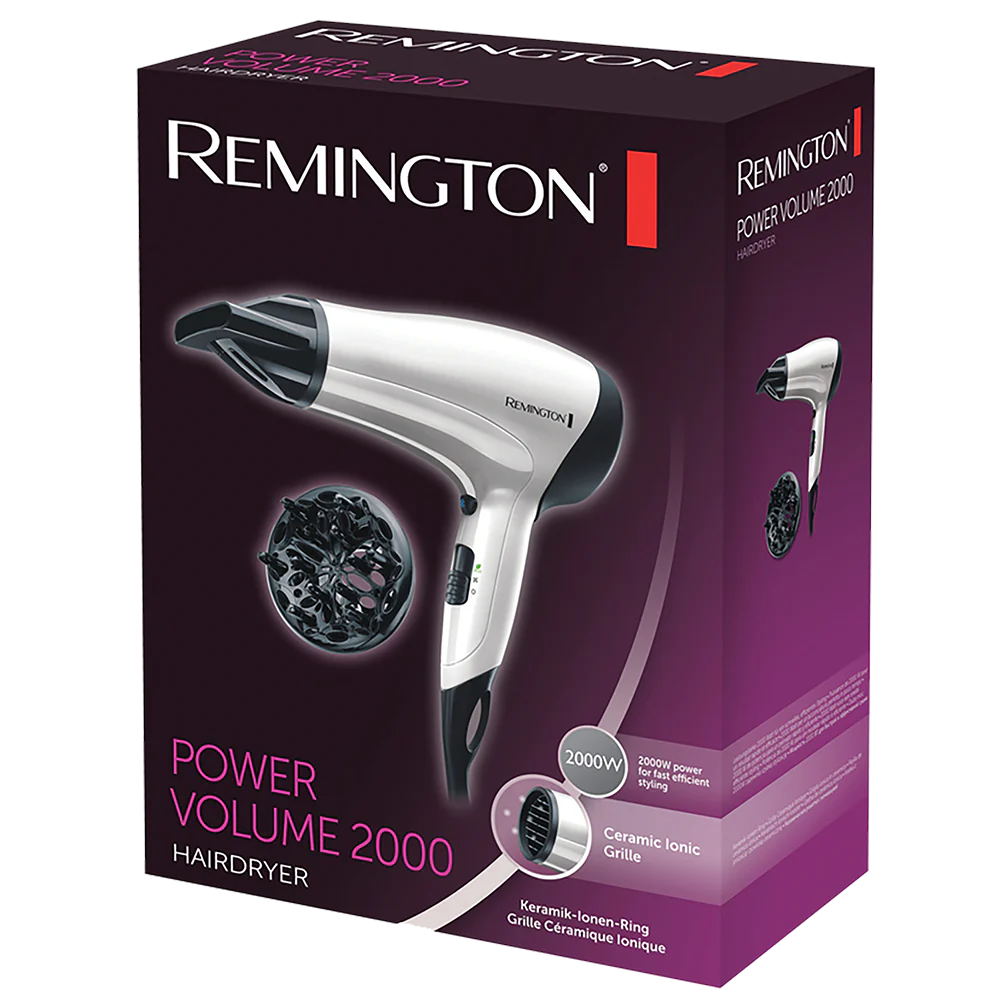 REMINGTON
POWER
VOLUME 2000
HAIRDRYER
REMINGTON®
REMINGTON
POWER
VOLUME 2000
HAIRDRYER
2000W
2000W power
for fast efficient
styling
Ceramic Ionic
Grille
Keramik-Ionen-Ring
Grille Céramique Ionique
REMINGTON
POWER VOLUME 2000
HAIRDRYER